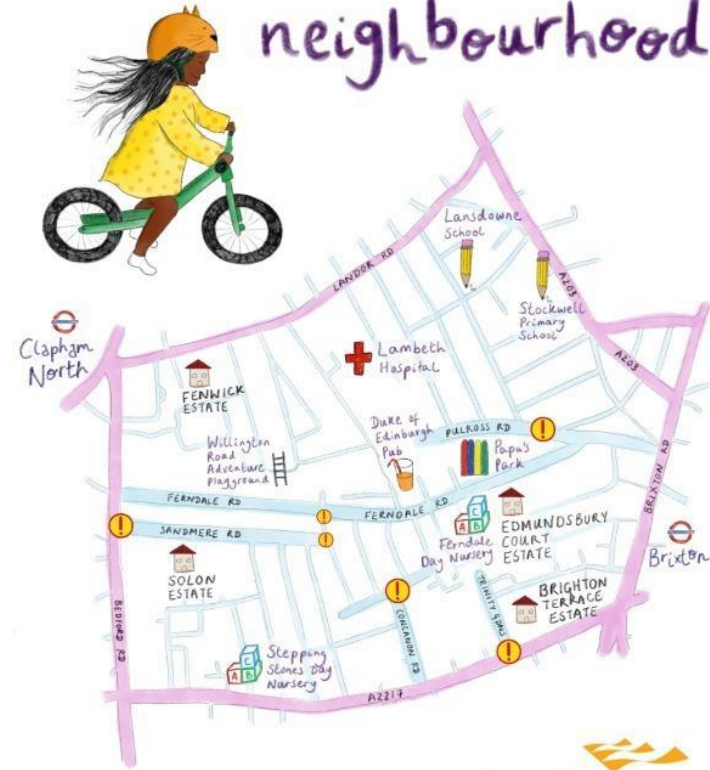 neighbourhood
Lansdowne
School
LANDOR RD
A203
Stockwell
Primary
School
Clapham
North
A203
Lambeth
Hospital
FENWICK
ESTATE
Duke of
Edinburgh
Pub
PULROSS RD
!
Willington
Road
Adventure
Playground
Papa's
Park
BRIXTON RD
FERNDALE RD
FERNDALE RD
!
!
SANDMERE RD
!
C
A B
EDMUNDSBURY
COURT
ESTATE
Ferndale
Day Nursery
Brixton
SOLON
ESTATE
!
TRINITY GDNS
BRIGHTON
TERRACE
ESTATE
BEDFORD RD
CONCANON RD
!
C
A B
Stepping
Stones Day
Nursery
A2217